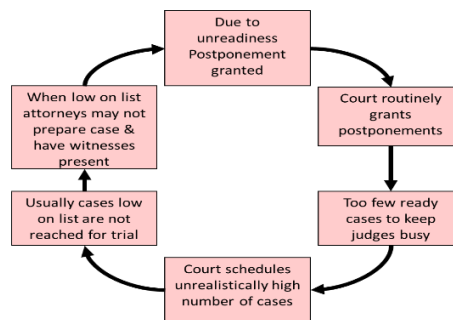 Due to
unreadiness
Postponement
granted
Court routinely
grants
postponements
Too few ready
cases to keep
judges busy
Court schedules
unrealistically high
number of cases
Usually cases low
on list are not
reached for trial
When low on list
attorneys may not
prepare case &
have witnesses
present